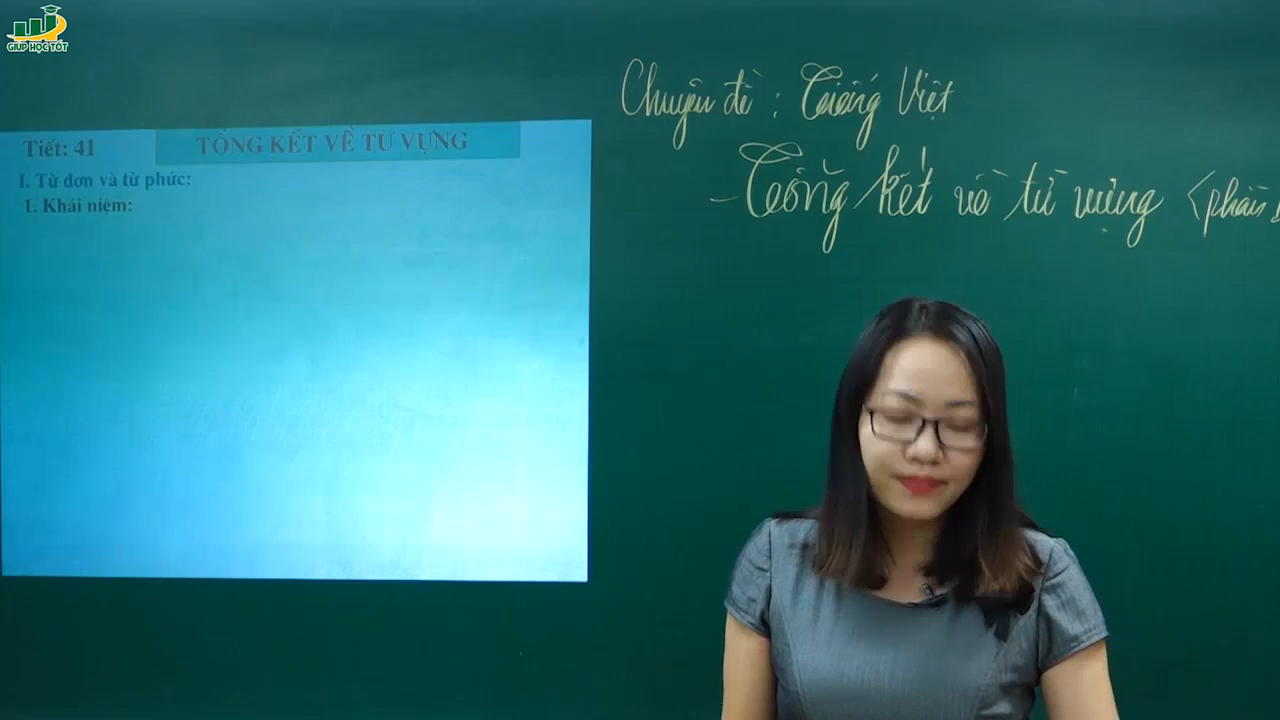 GIÚP HỌC TỐT
Tiết: 41
TỔNG KẾT VỀ TỪ VỰNG
I. Từ đơn và từ phức:
1. Khái niệm:
Chuyên đề : Tiếng Việt
- Tổng kết về từ vựng <phần